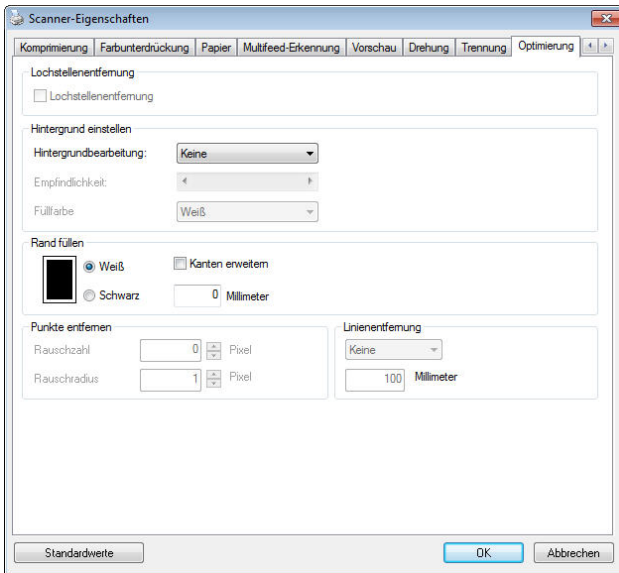 Scanner-Eigenschaften
Komprimierung Farbunterdrückung Papier Multifeed-Erkennung Vorschau Drehung Trennung Optimierung
Lochstellenentfernung
Lochstellenentfernung
Hintergrund einstellen
Hintergrundbearbeitung: Keine
Empfindlichkeit:
Füllfarbe Weiß
Rand füllen
Weiß Kanten erweitern
Schwarz 0 Millimeter
Punkte entfernen Linienentfernung
Rauschzahl 0 Pixel Keine
Rauschradius 1 Pixel 100 Millimeter
Standardwerte OK Abbrechen